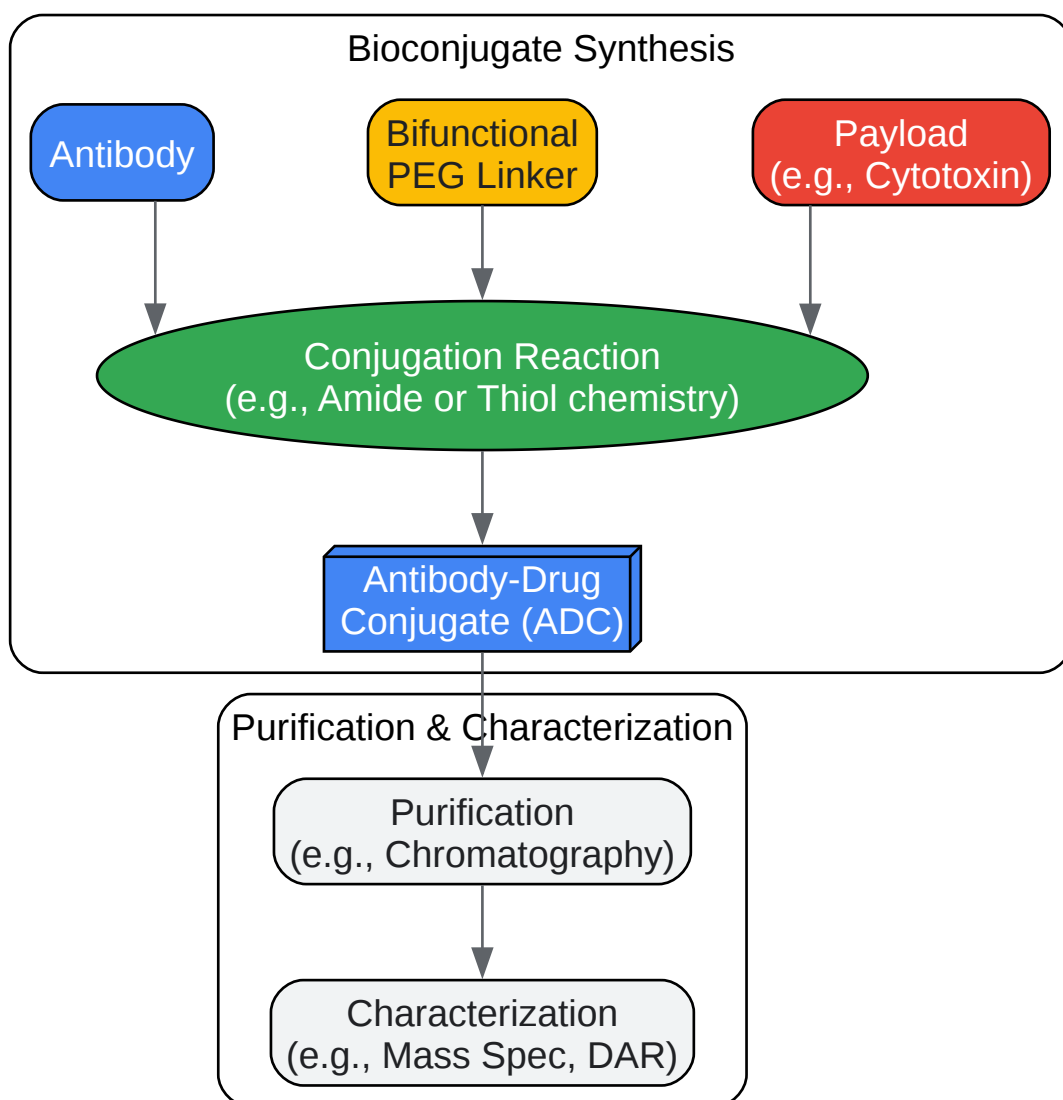 Bioconjugate Synthesis
Antibody
Bifunctional
PEG Linker
Payload
(e.g., Cytotoxin)
Conjugation Reaction
(e.g., Amide or Thiol chemistry)
Antibody-Drug
Conjugate (ADC)
Purification & Characterization
Purification
(e.g., Chromatography)
Characterization
(e.g., Mass Spec, DAR)